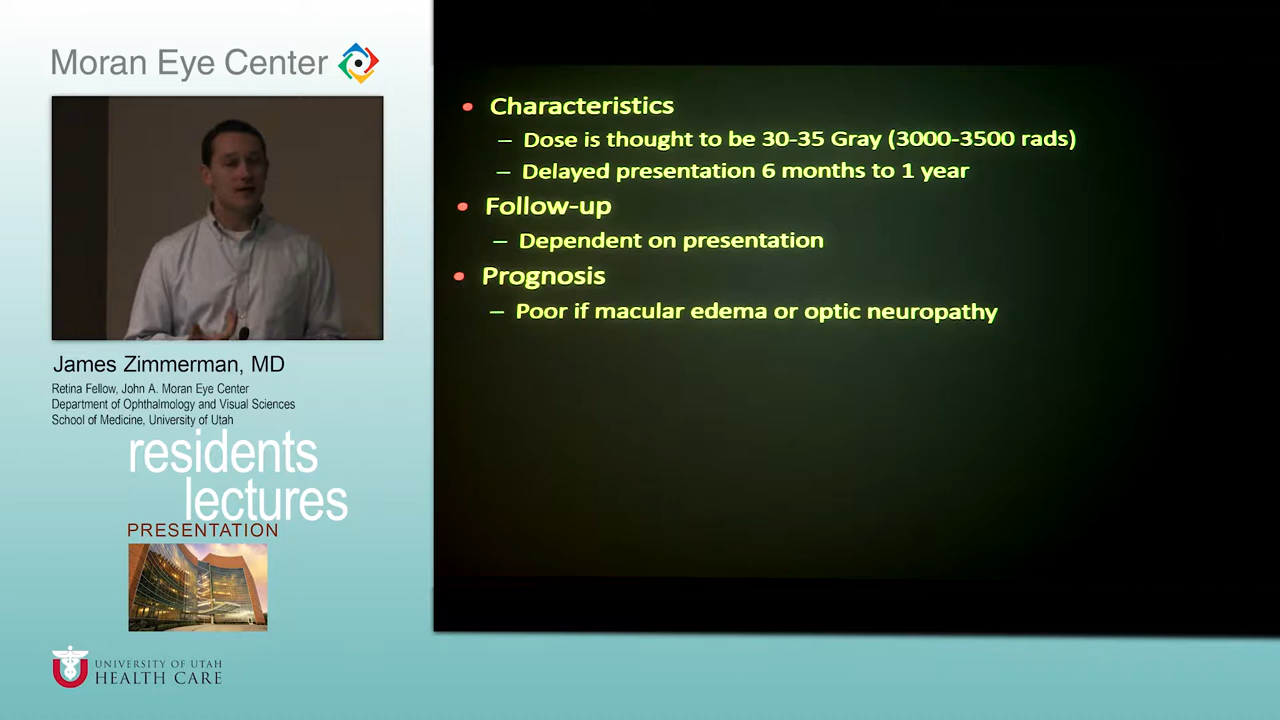 Moran Eye Center
James Zimmerman, MD
Retina Fellow, John A. Moran Eye Center
Department of Ophthalmology and Visual Sciences
School of Medicine, University of Utah
residents
lectures
PRESENTATION
UNIVERSITY OF UTAH
HEALTH CARE
• Characteristics
– Dose is thought to be 30-35 Gray (3000-3500 rads)
– Delayed presentation 6 months to 1 year
• Follow-up
– Dependent on presentation
• Prognosis
– Poor if macular edema or optic neuropathy